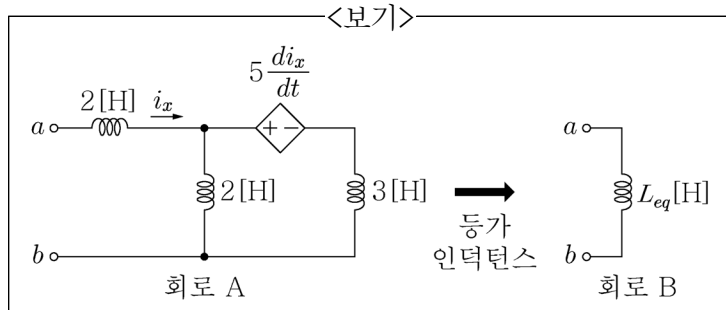 <보기>
5 di_x/dt
2[H] i_x
a
+ −
2[H]
3[H]
b
회로 A
등가
인덕턴스
a
L_eq[H]
b
회로 B